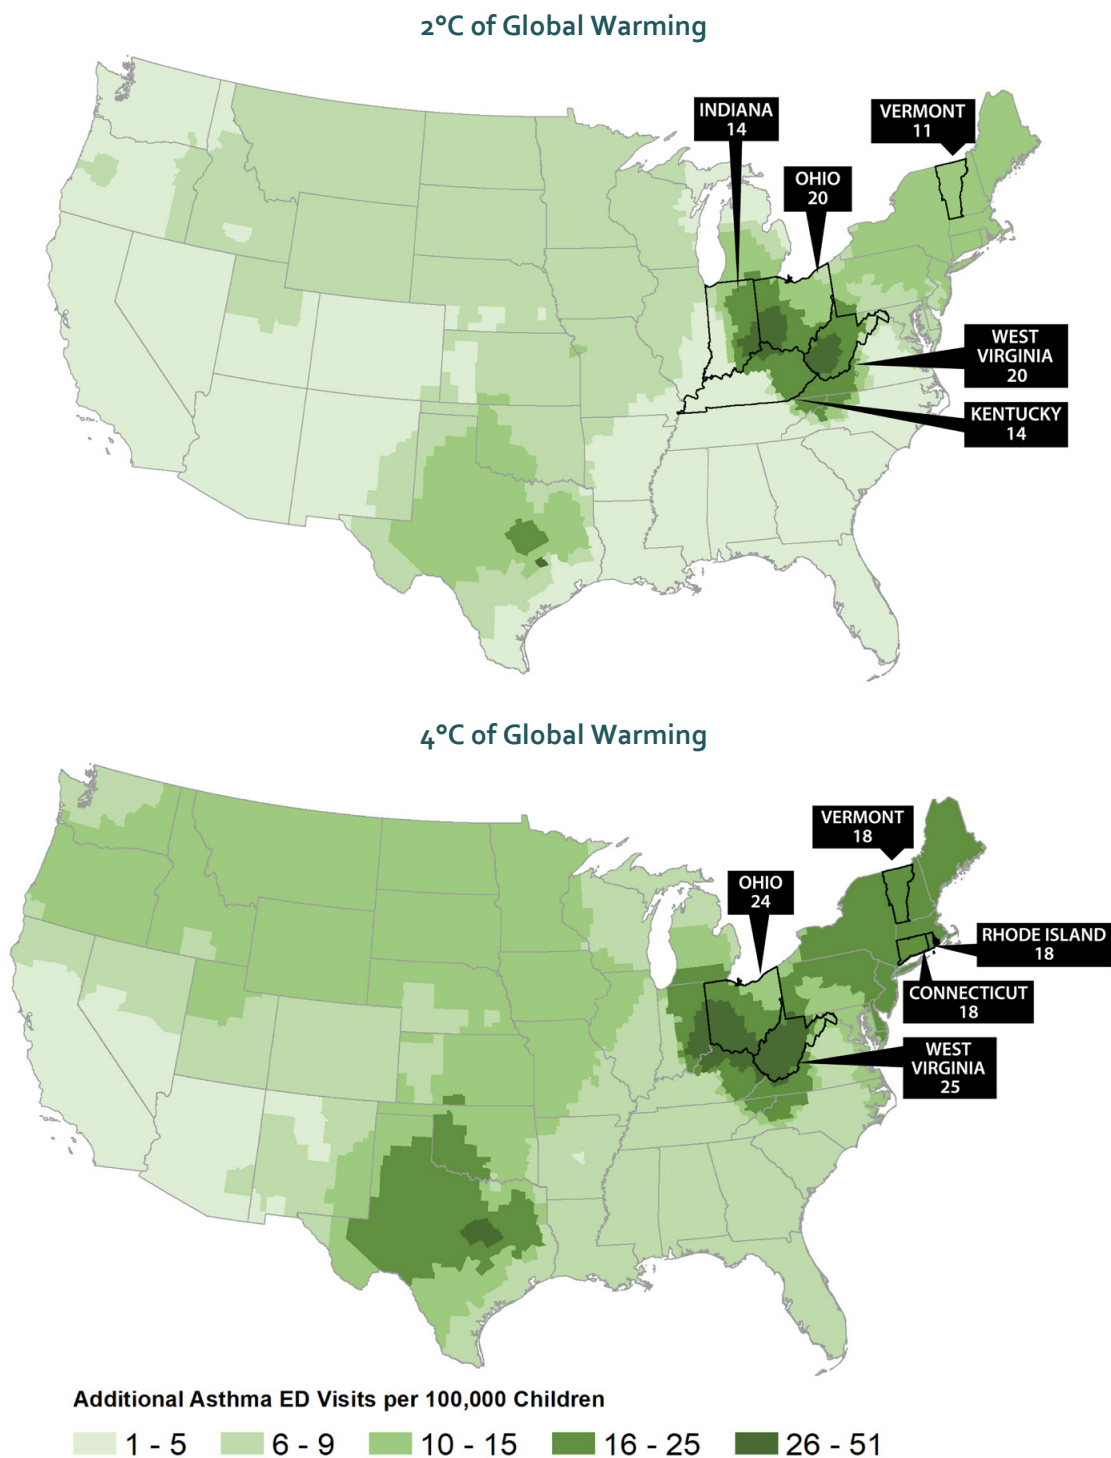 2°C of Global Warming
INDIANA
14
VERMONT
11
OHIO
20
WEST
VIRGINIA
20
KENTUCKY
14
4°C of Global Warming
VERMONT
18
OHIO
24
RHODE ISLAND
18
CONNECTICUT
18
WEST
VIRGINIA
25
Additional Asthma ED Visits per 100,000 Children
1 - 5
6 - 9
10 - 15
16 - 25
26 - 51